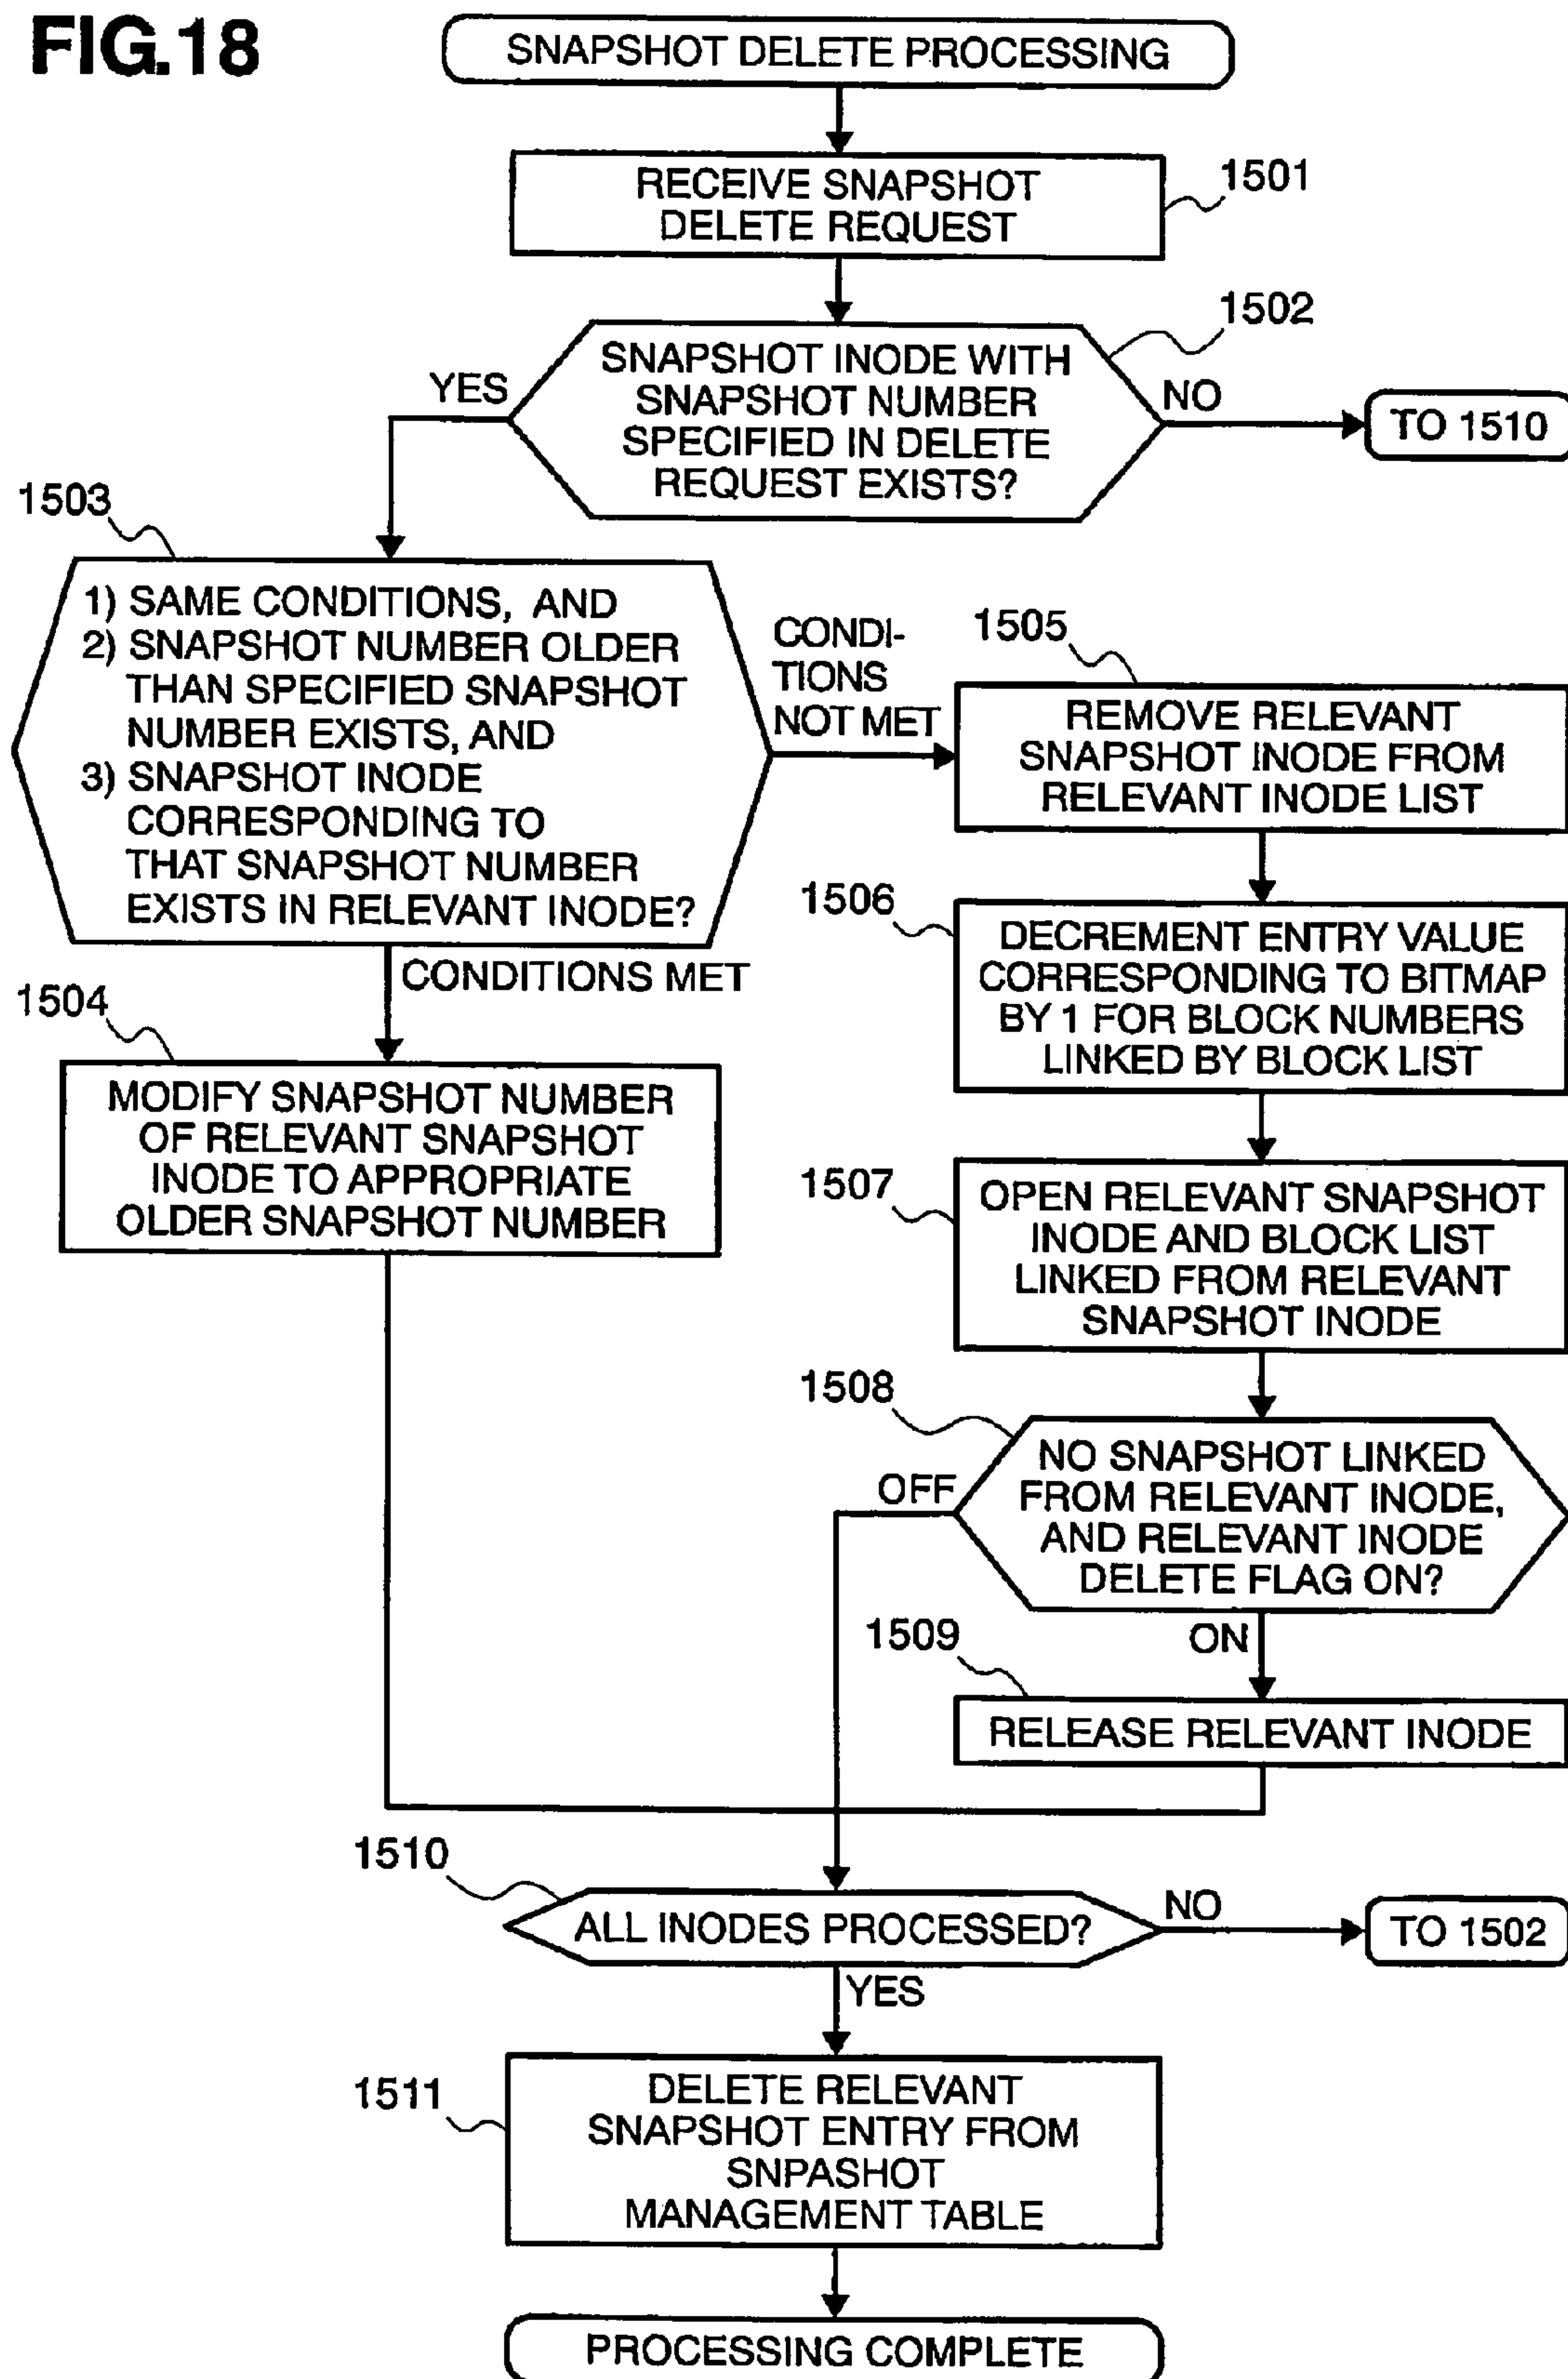 FIG.18
SNAPSHOT DELETE PROCESSING
RECEIVE SNAPSHOT
DELETE REQUEST
1501
1502
SNAPSHOT INODE WITH
SNAPSHOT NUMBER
SPECIFIED IN DELETE
REQUEST EXISTS?
YES
NO
TO 1510
1503
1) SAME CONDITIONS, AND
2) SNAPSHOT NUMBER OLDER
THAN SPECIFIED SNAPSHOT
NUMBER EXISTS, AND
3) SNAPSHOT INODE
CORRESPONDING TO
THAT SNAPSHOT NUMBER
EXISTS IN RELEVANT INODE?
CONDI-
TIONS
NOT MET
CONDITIONS MET
1504
MODIFY SNAPSHOT NUMBER
OF RELEVANT SNAPSHOT
INODE TO APPROPRIATE
OLDER SNAPSHOT NUMBER
1505
REMOVE RELEVANT
SNAPSHOT INODE FROM
RELEVANT INODE LIST
1506
DECREMENT ENTRY VALUE
CORRESPONDING TO BITMAP
BY 1 FOR BLOCK NUMBERS
LINKED BY BLOCK LIST
1507
OPEN RELEVANT SNAPSHOT
INODE AND BLOCK LIST
LINKED FROM RELEVANT
SNAPSHOT INODE
1508
NO SNAPSHOT LINKED
FROM RELEVANT INODE,
AND RELEVANT INODE
DELETE FLAG ON?
OFF
ON
1509
RELEASE RELEVANT INODE
1510
ALL INODES PROCESSED?
NO
TO 1502
YES
1511
DELETE RELEVANT
SNAPSHOT ENTRY FROM
SNPASHOT
MANAGEMENT TABLE
PROCESSING COMPLETE